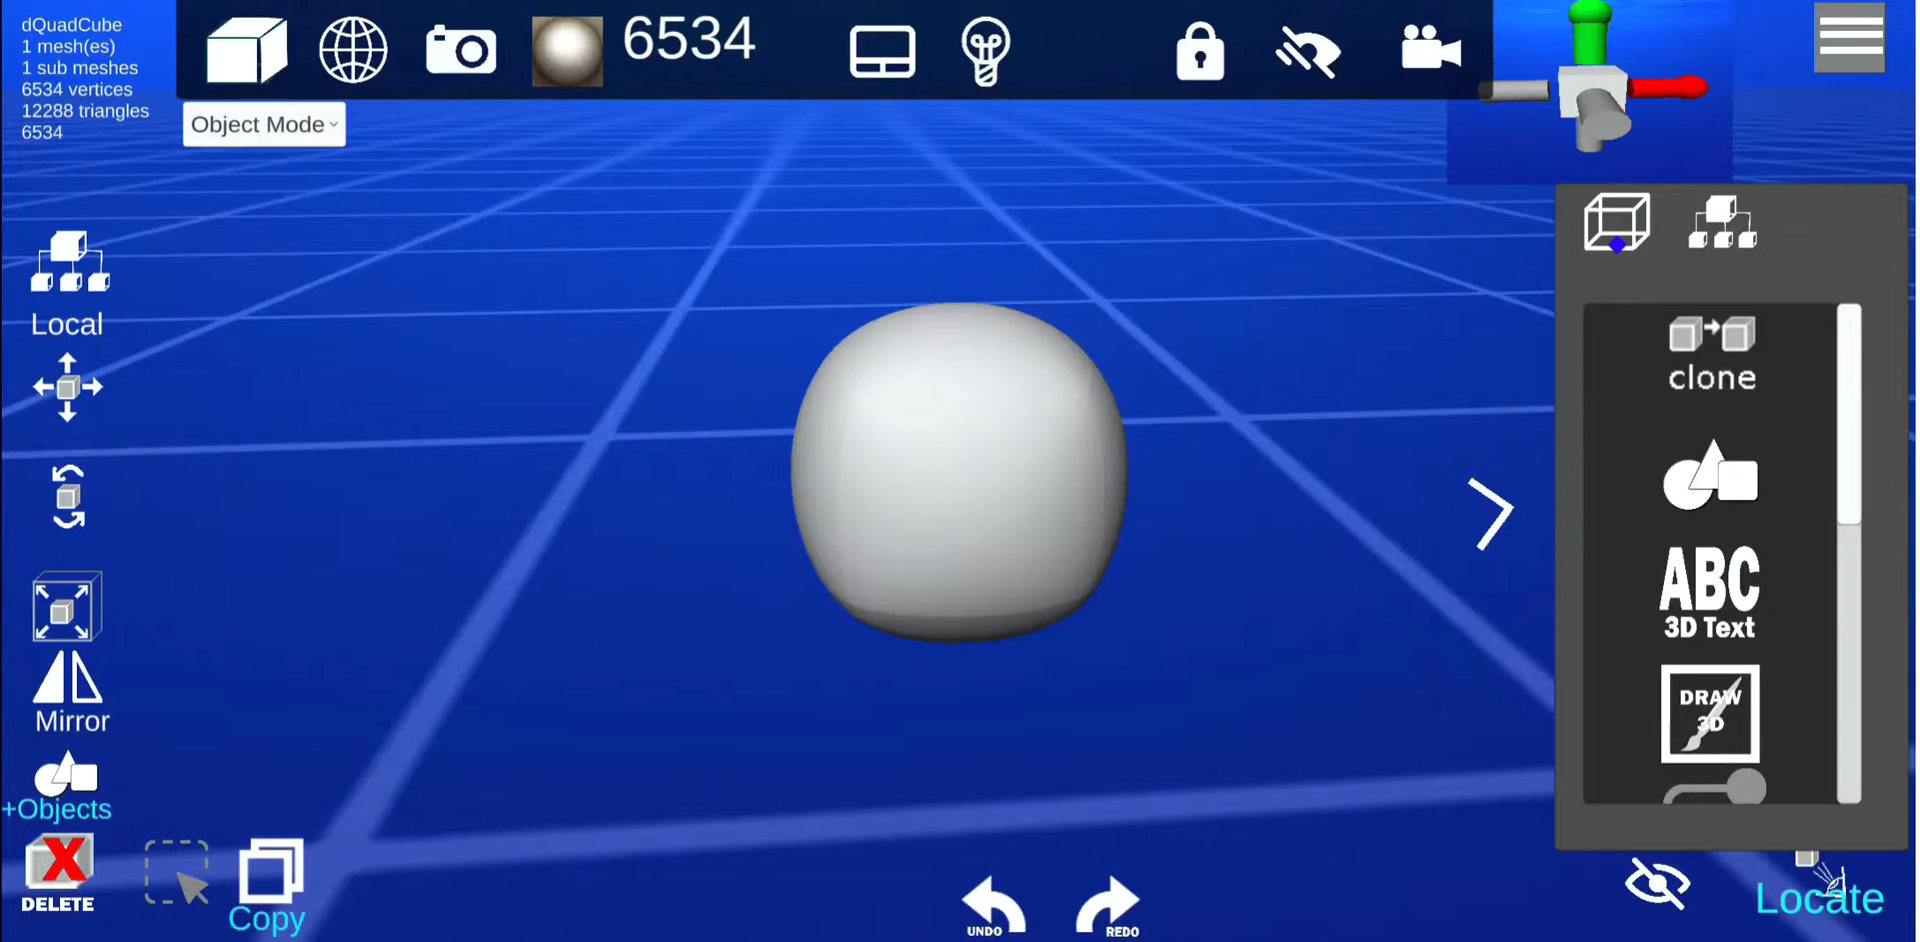 dQuadCube
1 mesh(es)
1 sub meshes
6534 vertices
12288 triangles
6534
6534
Object Mode
Local
clone
ABC
3D Text
DRAW
3D
Mirror
+Objects
DELETE
Copy
UNDO
REDO
Locate